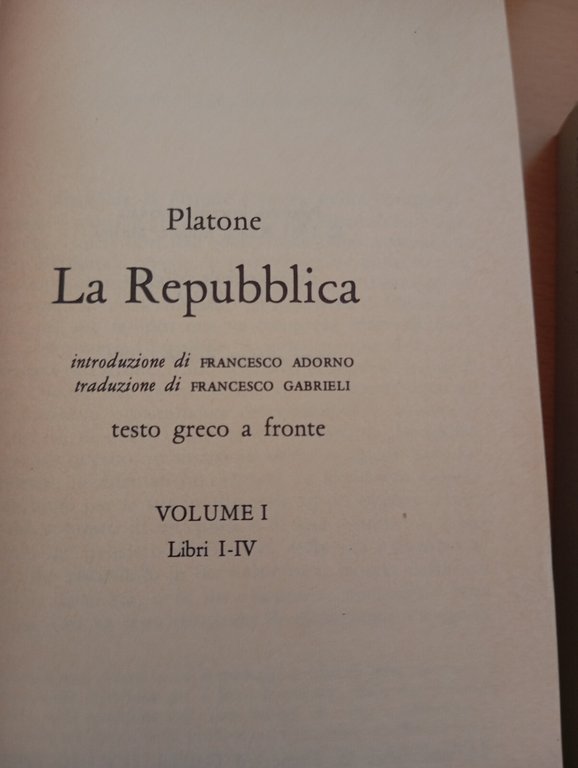 Platone
La Repubblica
introduzione di FRANCESCO ADORNO
traduzione di FRANCESCO GABRIELI
testo greco a fronte
VOLUME I
Libri I-IV